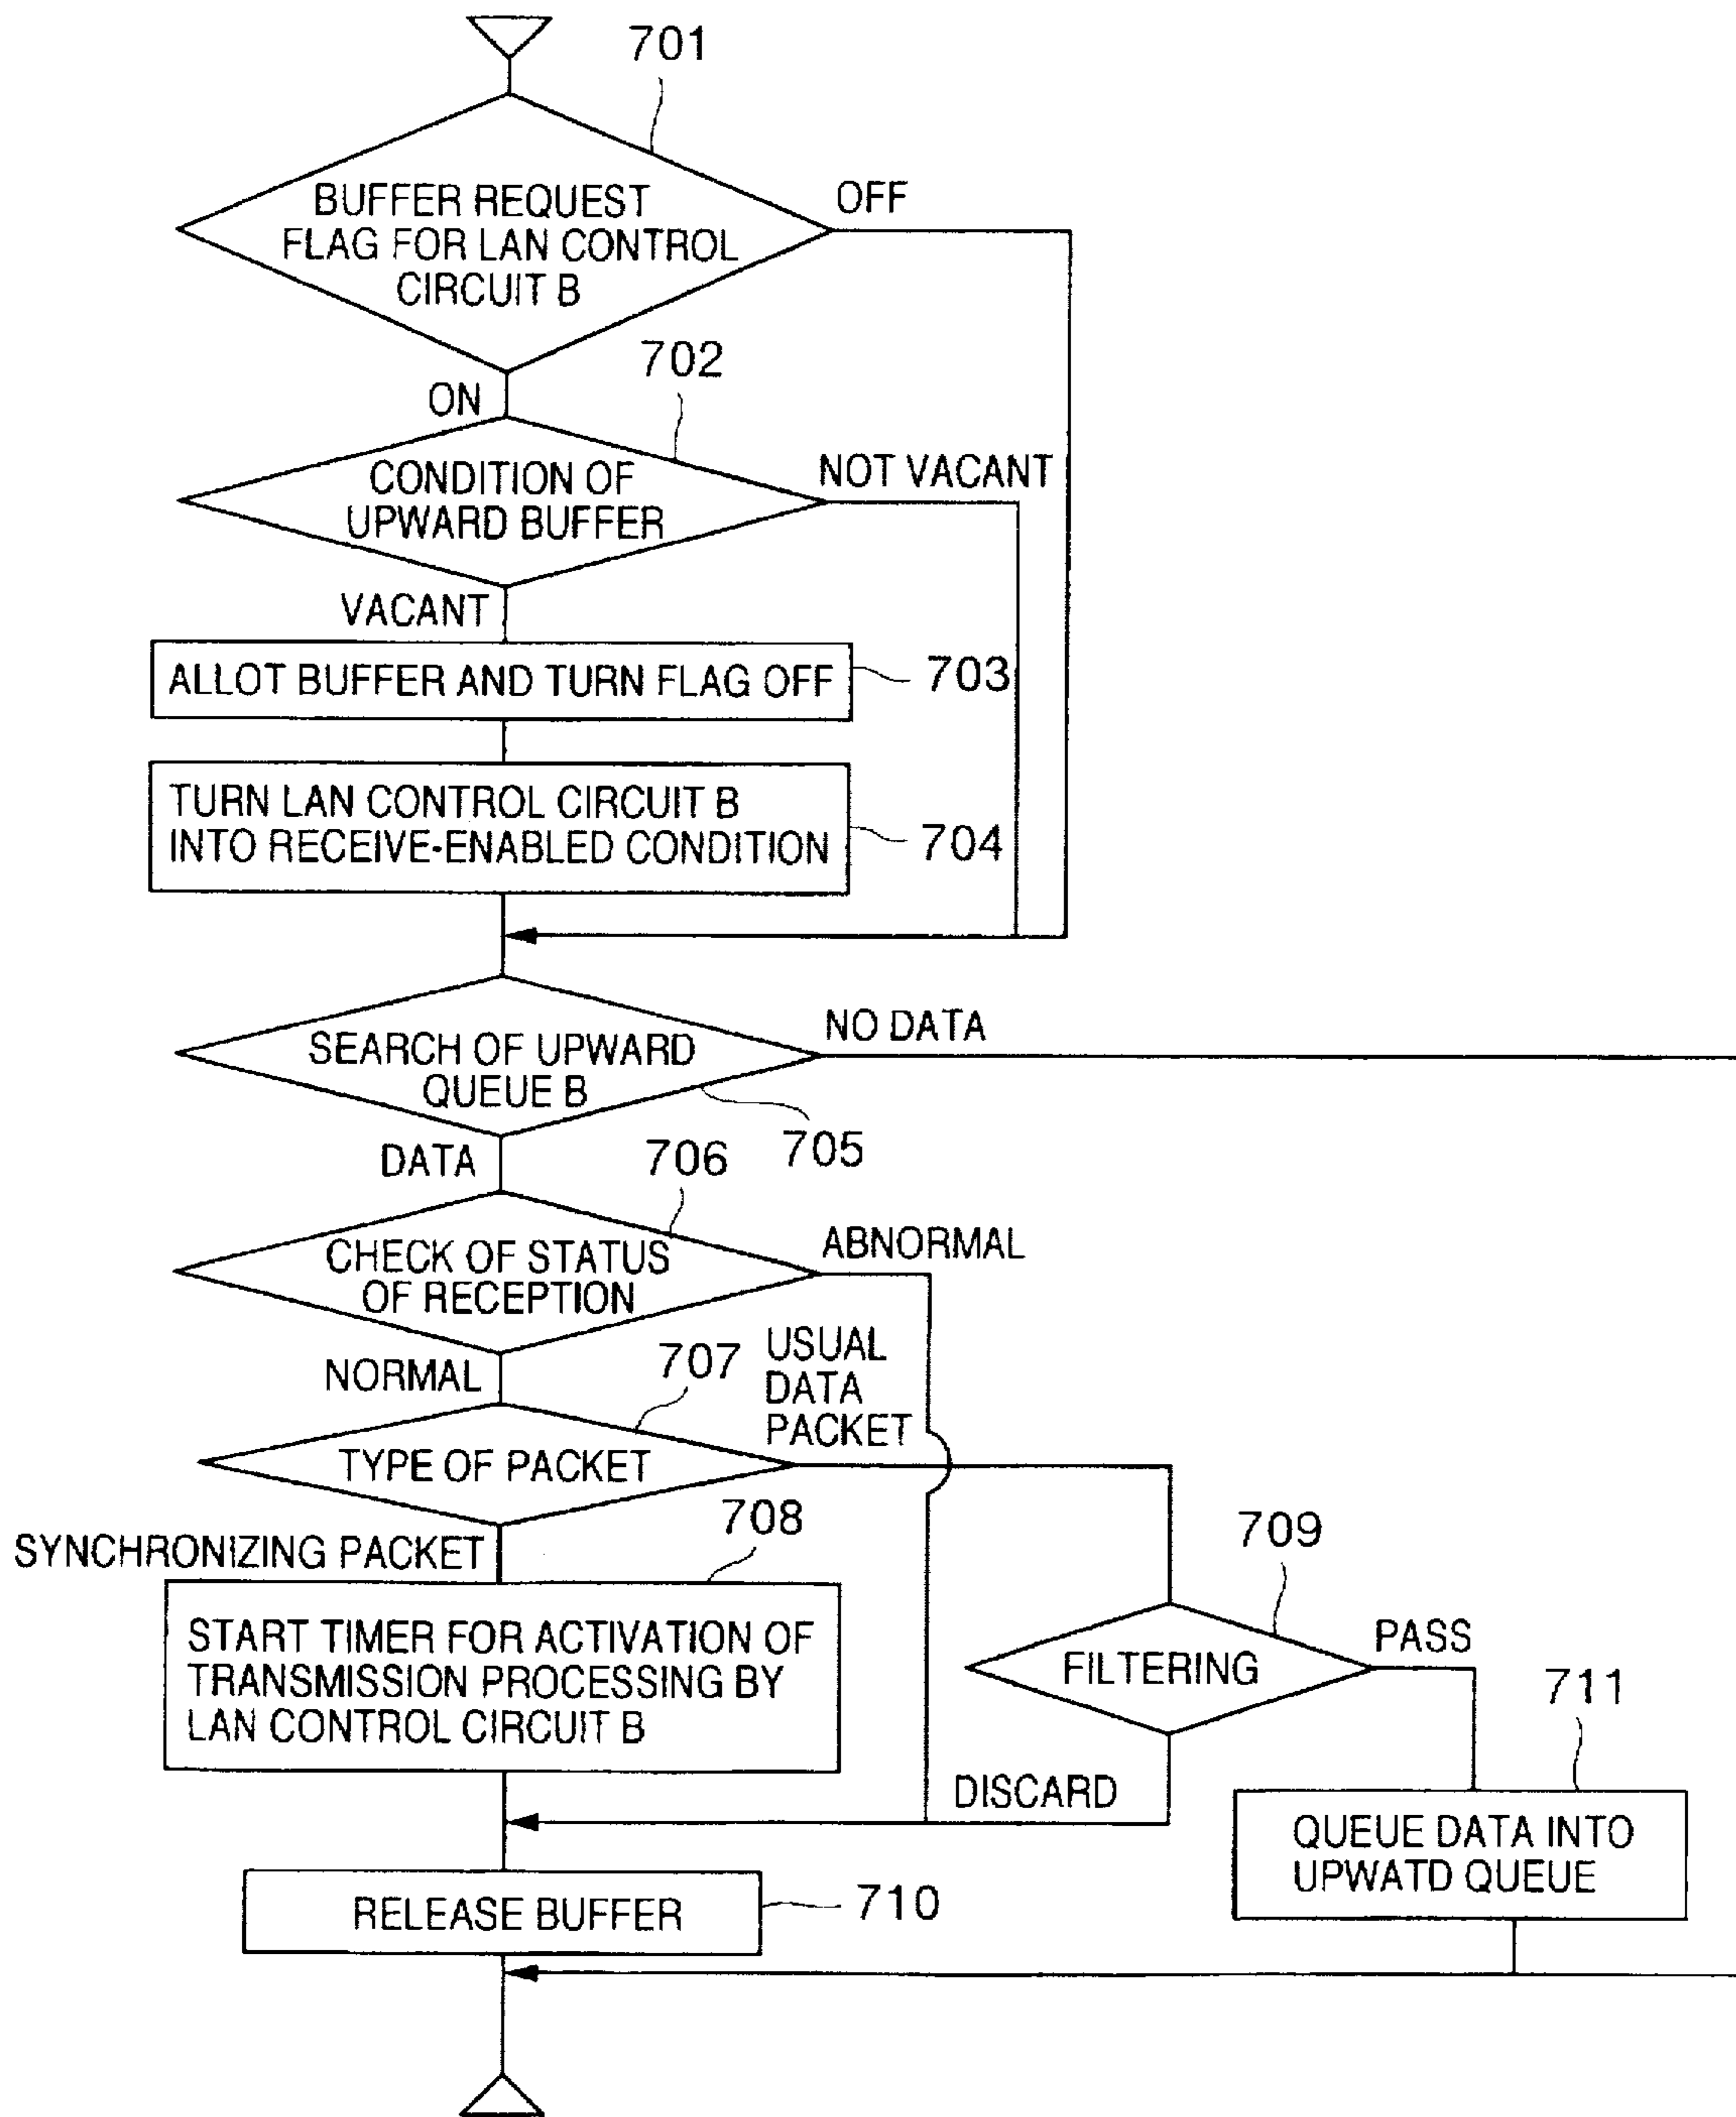 701
BUFFER REQUEST
FLAG FOR LAN CONTROL
CIRCUIT B
OFF
ON
702
CONDITION OF
UPWARD BUFFER
NOT VACANT
VACANT
ALLOT BUFFER AND TURN FLAG OFF
703
TURN LAN CONTROL CIRCUIT B
INTO RECEIVE-ENABLED CONDITION
704
SEARCH OF UPWARD
QUEUE B
NO DATA
705
DATA
706
CHECK OF STATUS
OF RECEPTION
ABNORMAL
NORMAL
707
USUAL
DATA
PACKET
TYPE OF PACKET
SYNCHRONIZING PACKET
708
START TIMER FOR ACTIVATION OF
TRANSMISSION PROCESSING BY
LAN CONTROL CIRCUIT B
709
FILTERING
PASS
DISCARD
711
QUEUE DATA INTO
UPWATD QUEUE
RELEASE BUFFER
710